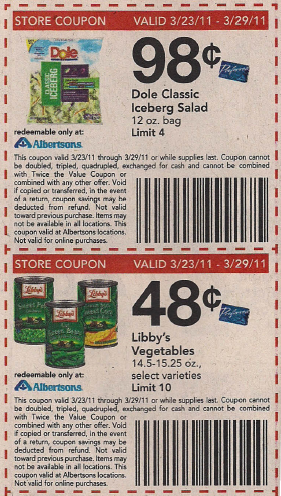 STORE COUPON VALID 3/23/11 - 3/29/11
Dole
CLASSIC ICEBERG
98¢
Preferred
Dole Classic
Iceberg Salad
12 oz. bag
Limit 4
redeemable only at:
Albertsons
This coupon valid 3/23/11 through 3/29/11 or while supplies last. Coupon cannot
be doubled, tripled, quadrupled, exchanged for cash and cannot be combined
with Twice the Value Coupon or
combined with any other offer. Void
if copied or transferred, in the event
of a return, coupon savings may be
deducted from refund. Not valid
toward previous purchase. Items may
not be available in all locations. This
coupon valid at Albertsons locations.
Not valid for online purchases.
STORE COUPON VALID 3/23/11 - 3/29/11
Libby's
Libby's
Libby's
Sweet Peas
Green Beans
48¢
Preferred
Libby's
Vegetables
14.5-15.25 oz.,
select varieties
Limit 10
redeemable only at:
Albertsons
This coupon valid 3/23/11 through 3/29/11 or while supplies last. Coupon cannot
be doubled, tripled, quadrupled, exchanged for cash and cannot be combined
with Twice the Value Coupon or
combined with any other offer. Void
if copied or transferred, in the event
of a return, coupon savings may be
deducted from refund. Not valid
toward previous purchase. Items may
not be available in all locations. This
coupon valid at Albertsons locations.
Not valid for online purchases.